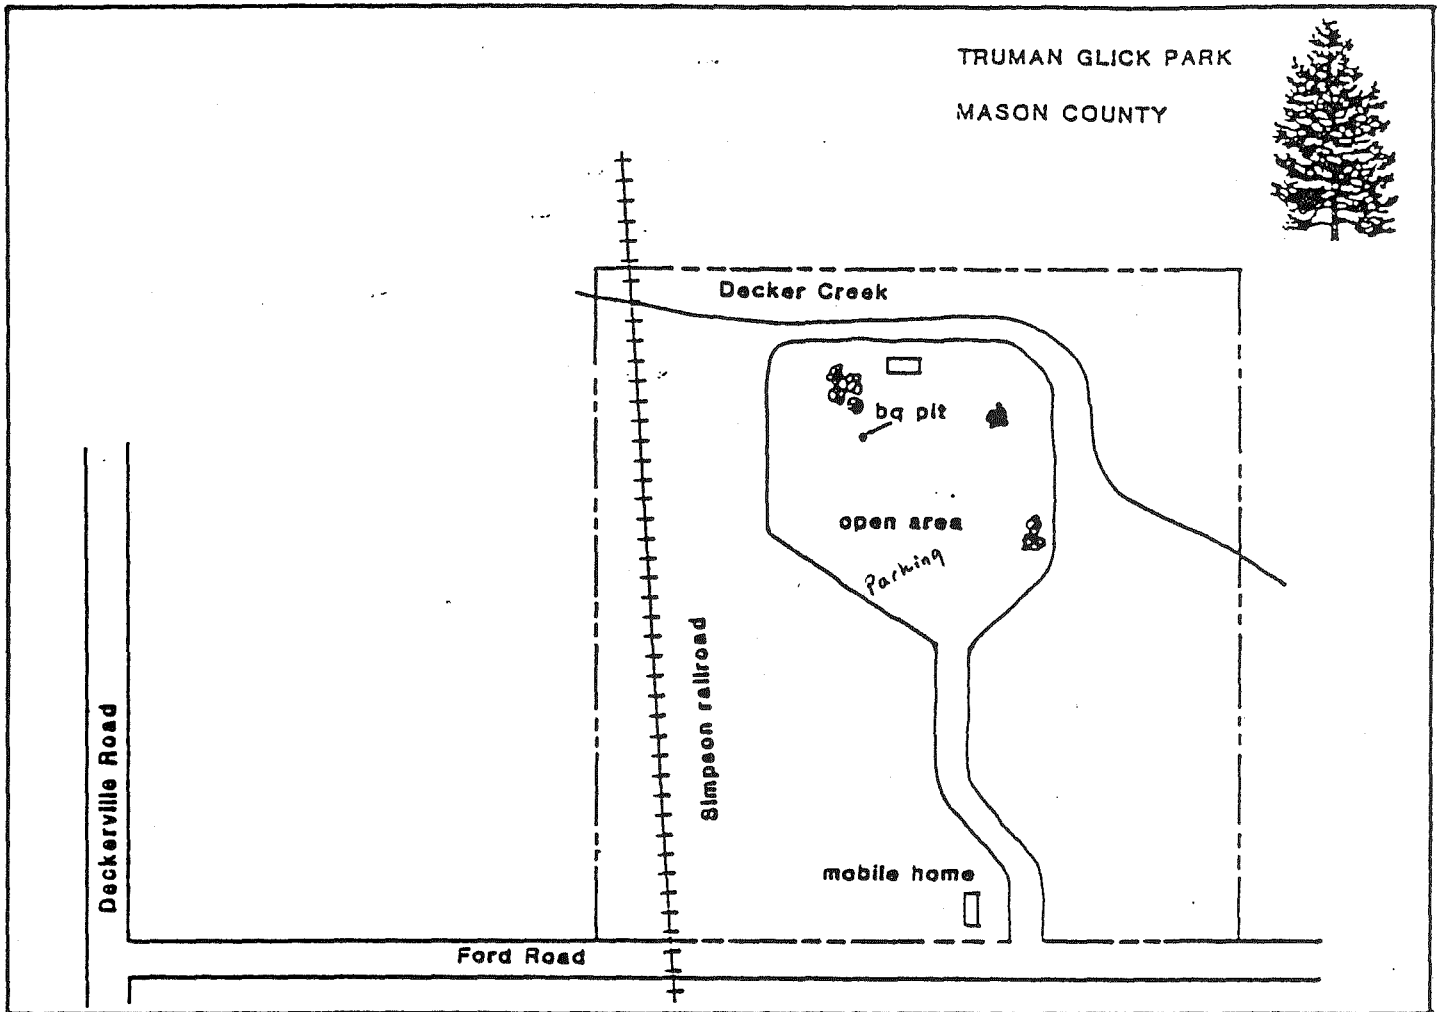 TRUMAN GLICK PARK
MASON COUNTY
Decker Creek
bq pit
open area
Parking
Simpson railroad
Deckerville Road
mobile home
Ford Road